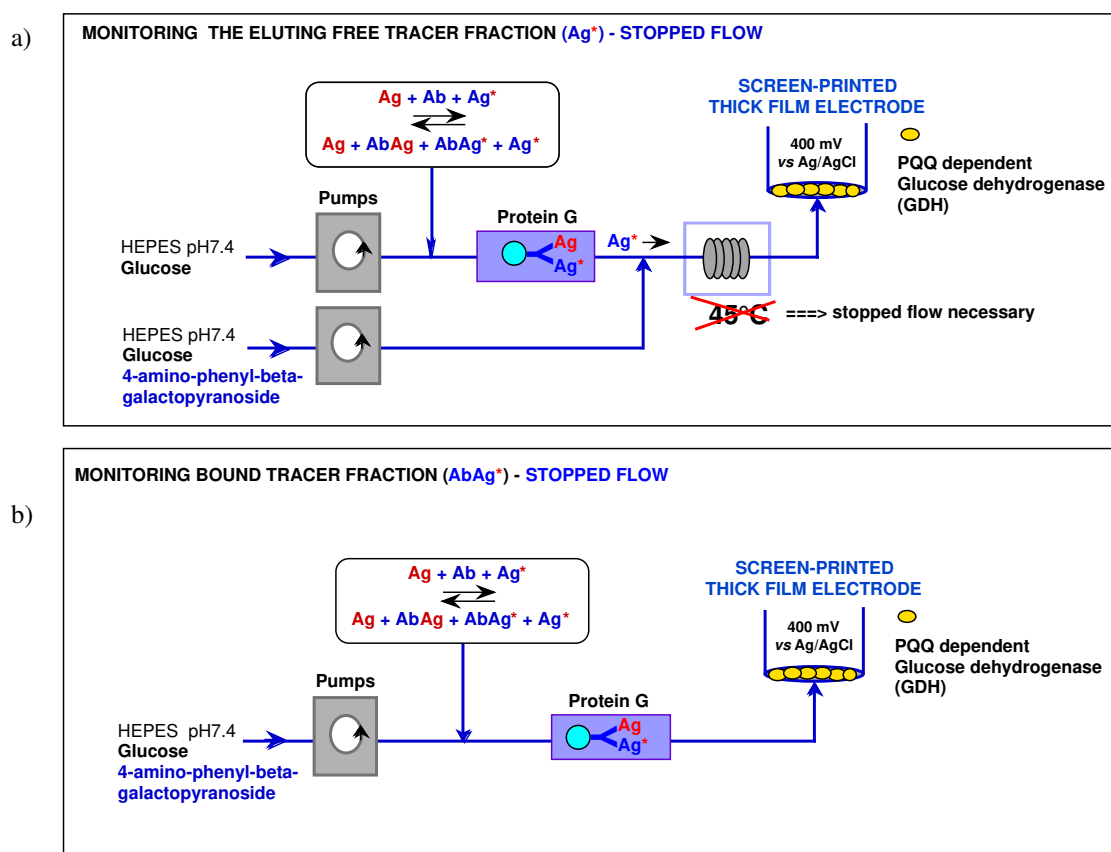 a)
MONITORING THE ELUTING FREE TRACER FRACTION (Ag*) - STOPPED FLOW
Ag + Ab + Ag*
Ag + AbAg + AbAg* + Ag*
SCREEN-PRINTED
THICK FILM ELECTRODE
400 mV
vs Ag/AgCl
PQQ dependent
Glucose dehydrogenase
(GDH)
Pumps
Protein G
HEPES pH7.4
Glucose
Ag
Ag*
Ag*
45°C ===> stopped flow necessary
HEPES pH7.4
Glucose
4-amino-phenyl-beta-
galactopyranoside
b)
MONITORING BOUND TRACER FRACTION (AbAg*) - STOPPED FLOW
Ag + Ab + Ag*
Ag + AbAg + AbAg* + Ag*
SCREEN-PRINTED
THICK FILM ELECTRODE
400 mV
vs Ag/AgCl
PQQ dependent
Glucose dehydrogenase
(GDH)
Pumps
Protein G
HEPES pH7.4
Glucose
4-amino-phenyl-beta-
galactopyranoside
Ag
Ag*